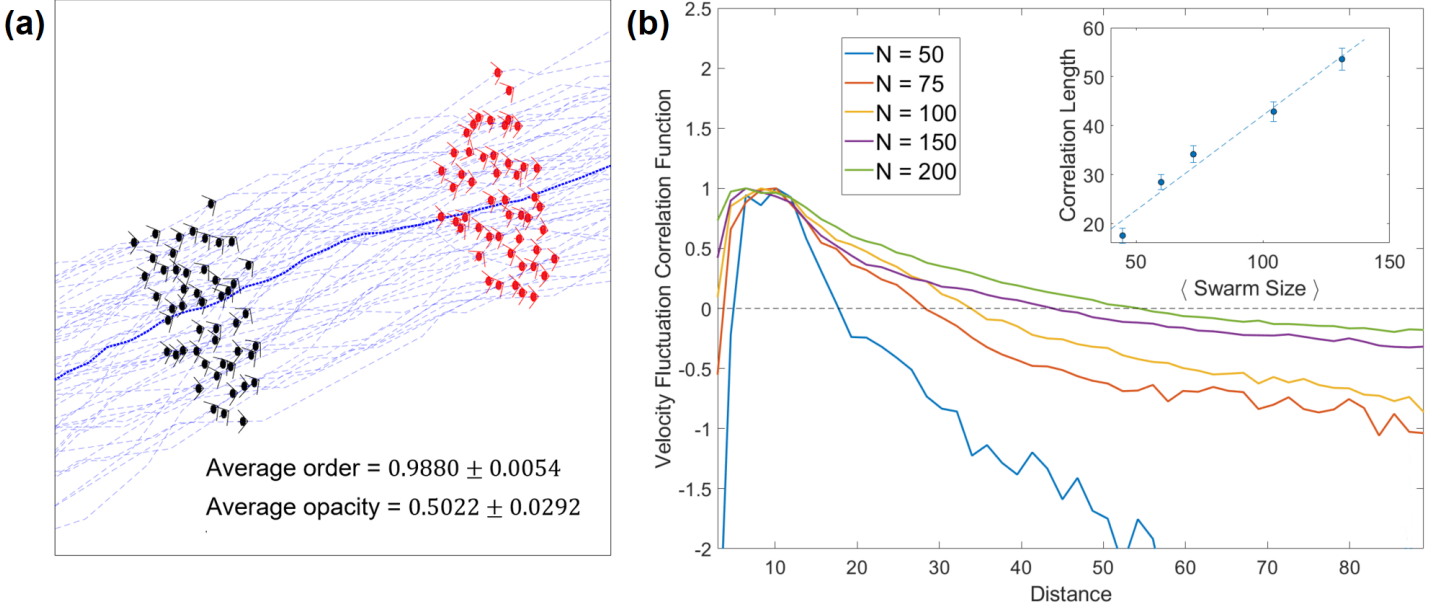 (a)
Average order = 0.9880 ± 0.0054
Average opacity = 0.5022 ± 0.0292
(b)
Velocity Fluctuation Correlation Function
2.5
2
1.5
1
0.5
0
-0.5
-1
-1.5
-2
N = 50
N = 75
N = 100
N = 150
N = 200
Correlation Length
60
50
40
30
20
50
100
150
⟨ Swarm Size ⟩
10
20
30
40
50
60
70
80
Distance